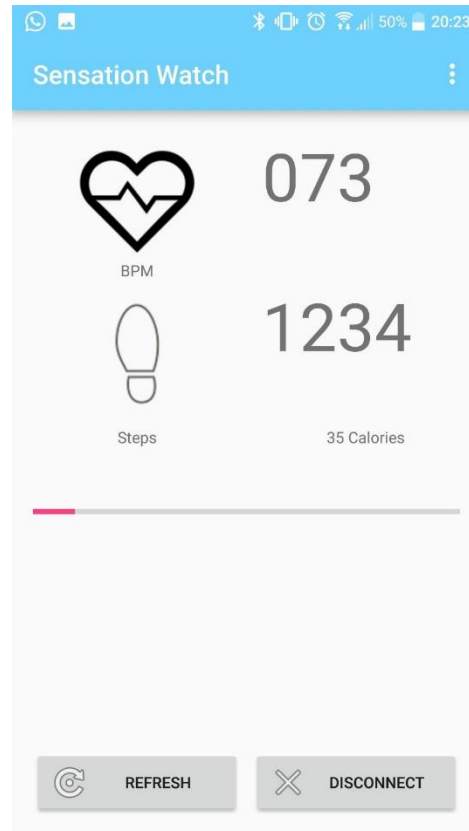 50% 20:23
Sensation Watch
073
BPM
1234
Steps 35 Calories
REFRESH DISCONNECT